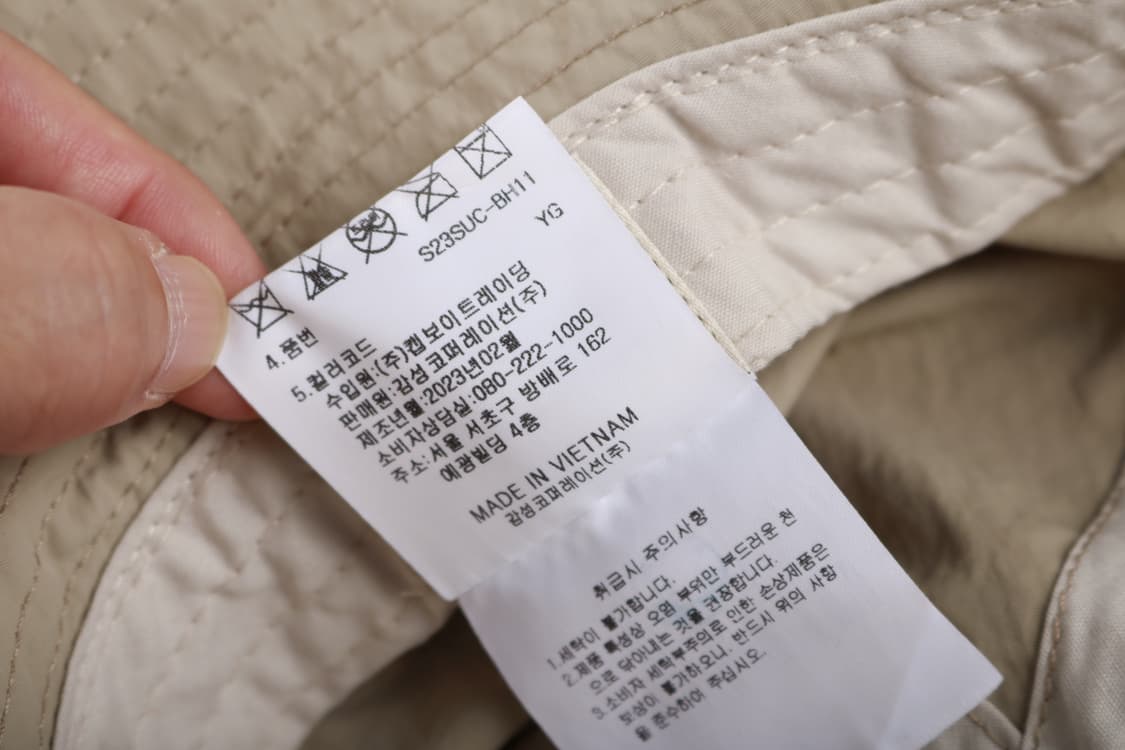 S23SUC-BH11
YG
4.품번
5.컬러코드
수입원:(주)캡보이트레이딩
판매원:감성코퍼레이션(주)
제조년월:2023년02월
소비자상담실:080-222-1000
주소:서울 서초구 방배로 162
예광빌딩 4층
MADE IN VIETNAM
감성코퍼레이션(주)
취급시 주의사항
1.세탁이 불가합니다.
2.제품 특성상 오염 부위만 부드러운 천
으로 닦아내는 것을 권장합니다.
3.소비자 세탁부주의로 인한 손상제품은
보상이 불가하오니, 반드시 위의 사항
을 준수하여 주십시오.